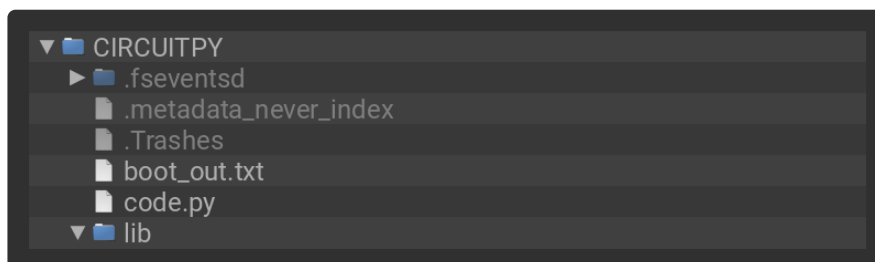 CIRCUITPY
.fseventsd
.metadata_never_index
.Trashes
boot_out.txt
code.py
lib